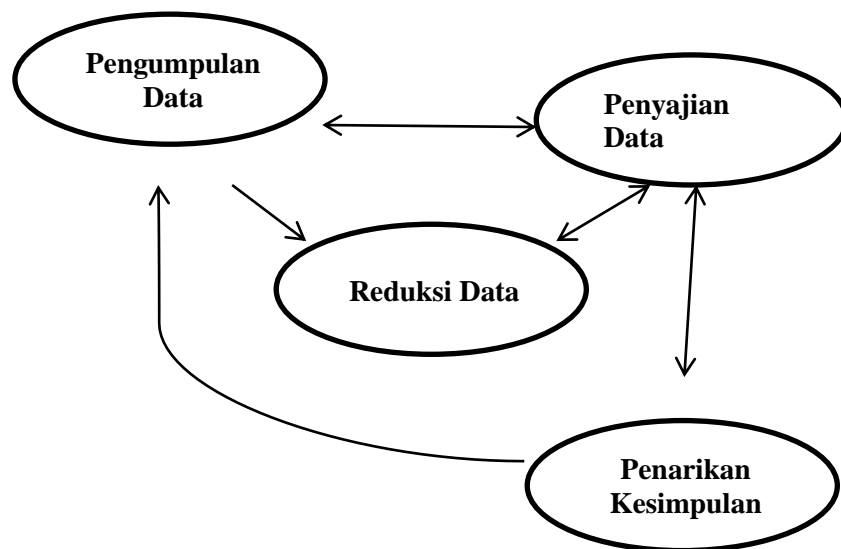 Pengumpulan
Data
Penyajian
Data
Reduksi Data
Penarikan
Kesimpulan